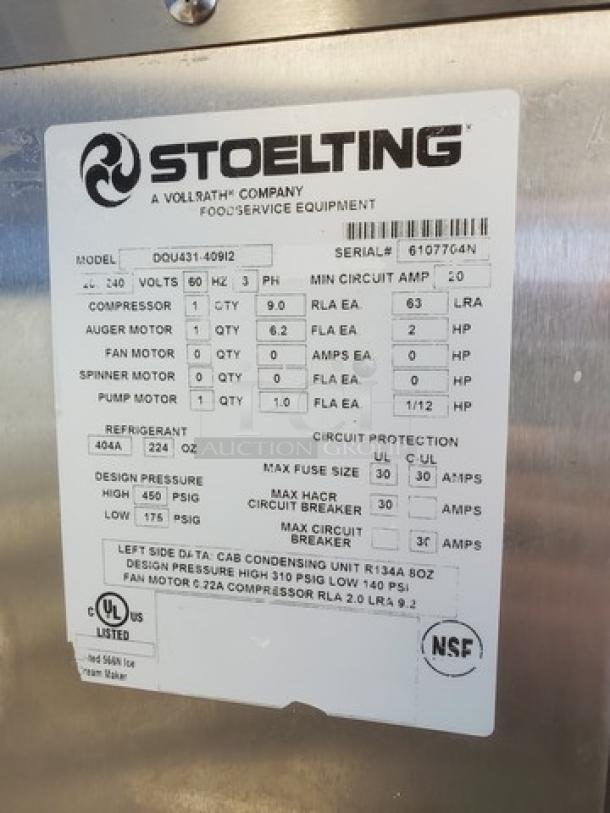 STOELTING
A VOLLRATH COMPANY
FOODSERVICE EQUIPMENT
MODEL DQU431-409I2 SERIAL# 6107704N
240 VOLTS 60 HZ 3 PH MIN CIRCUIT AMP 20
COMPRESSOR 1 QTY 9.0 RLA EA. 63 LRA
AUGER MOTOR 1 QTY 6.2 FLA EA. 2 HP
FAN MOTOR 0 QTY 0 AMPS EA. 0 HP
SPINNER MOTOR 0 QTY 0 FLA EA. 0 HP
PUMP MOTOR 1 QTY 1.0 FLA EA. 1/12 HP
REFRIGERANT
404A 224 OZ
DESIGN PRESSURE
HIGH 450 PSIG
LOW 175 PSIG
CIRCUIT PROTECTION
UL C-UL
MAX FUSE SIZE 30 30 AMPS
MAX HACR
CIRCUIT BREAKER 30 AMPS
MAX CIRCUIT
BREAKER 30 AMPS
AUCTION GROUP
LEFT SIDE DATA: CAB CONDENSING UNIT R134A 8OZ
DESIGN PRESSURE HIGH 310 PSIG LOW 140 PSI
FAN MOTOR 0.22A COMPRESSOR RLA 2.0 LRA 9.2
C UL US
LISTED
566N Ice
Maker
NSF